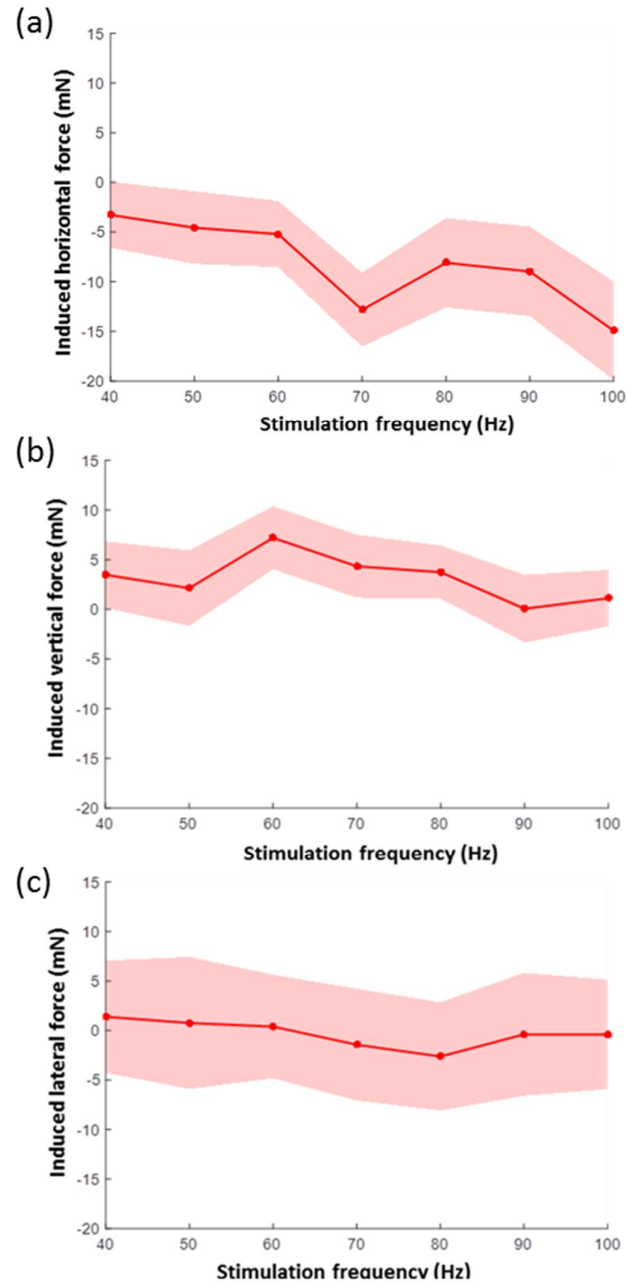 (a)
Induced horizontal force (mN)
15
10
5
0
-5
-10
-15
-20
40 50 60 70 80 90 100
Stimulation frequency (Hz)
(b)
Induced vertical force (mN)
15
10
5
0
-5
-10
-15
-20
40 50 60 70 80 90 100
Stimulation frequency (Hz)
(c)
Induced lateral force (mN)
15
10
5
0
-5
-10
-15
-20
40 50 60 70 80 90 100
Stimulation frequency (Hz)